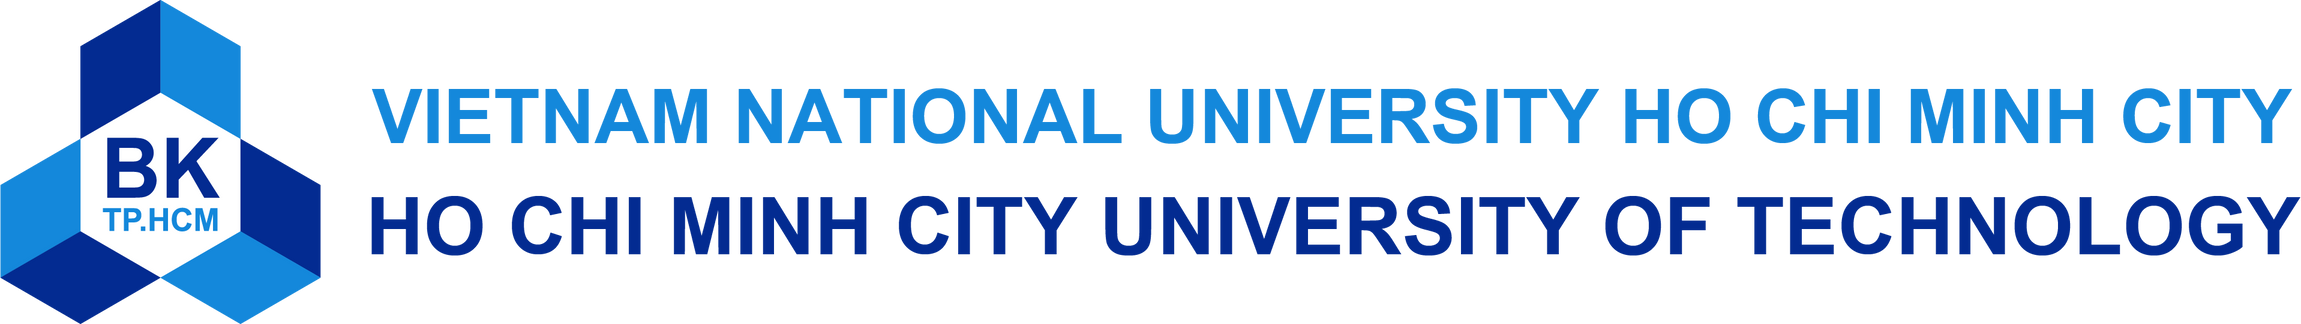 BK
TP.HCM
VIETNAM NATIONAL UNIVERSITY HO CHI MINH CITY
HO CHI MINH CITY UNIVERSITY OF TECHNOLOGY